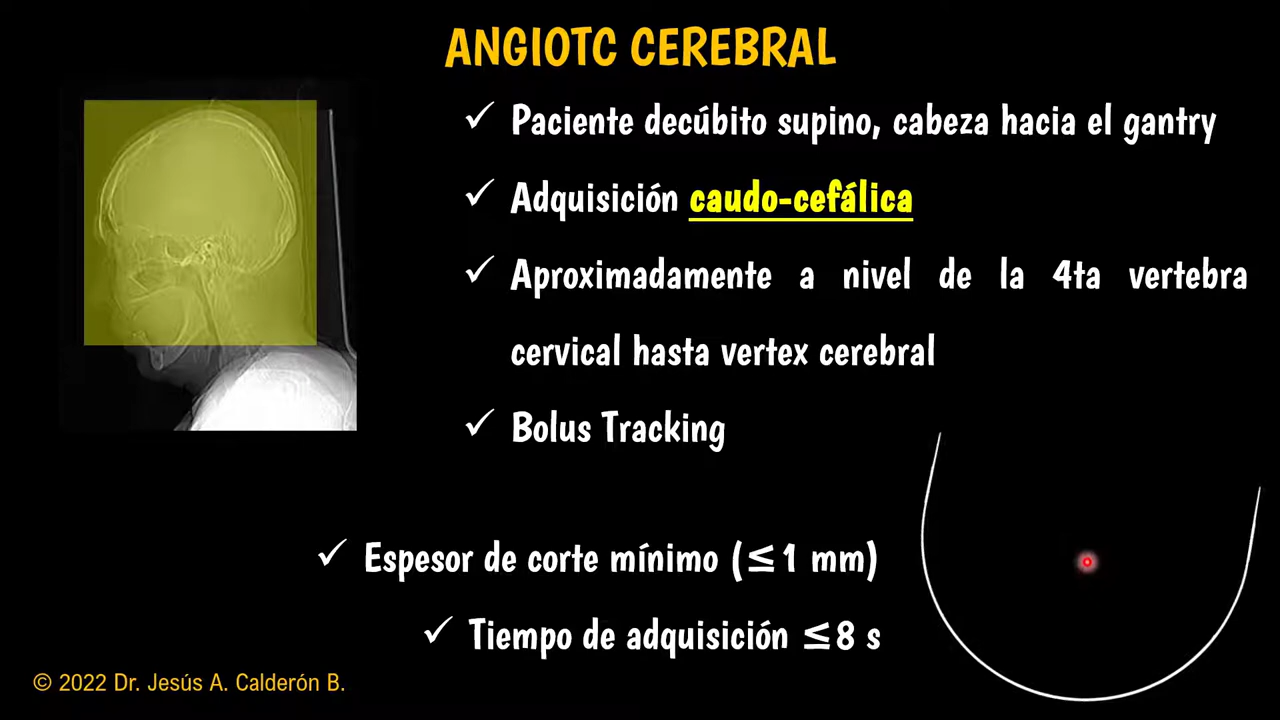 ANGIOTC CEREBRAL
✓ Paciente decúbito supino, cabeza hacia el gantry
✓ Adquisición caudo-cefálica
✓ Aproximadamente a nivel de la 4ta vertebra
cervical hasta vertex cerebral
✓ Bolus Tracking
✓ Espesor de corte mínimo (≤1 mm)
✓ Tiempo de adquisición ≤8 s
© 2022 Dr. Jesús A. Calderón B.